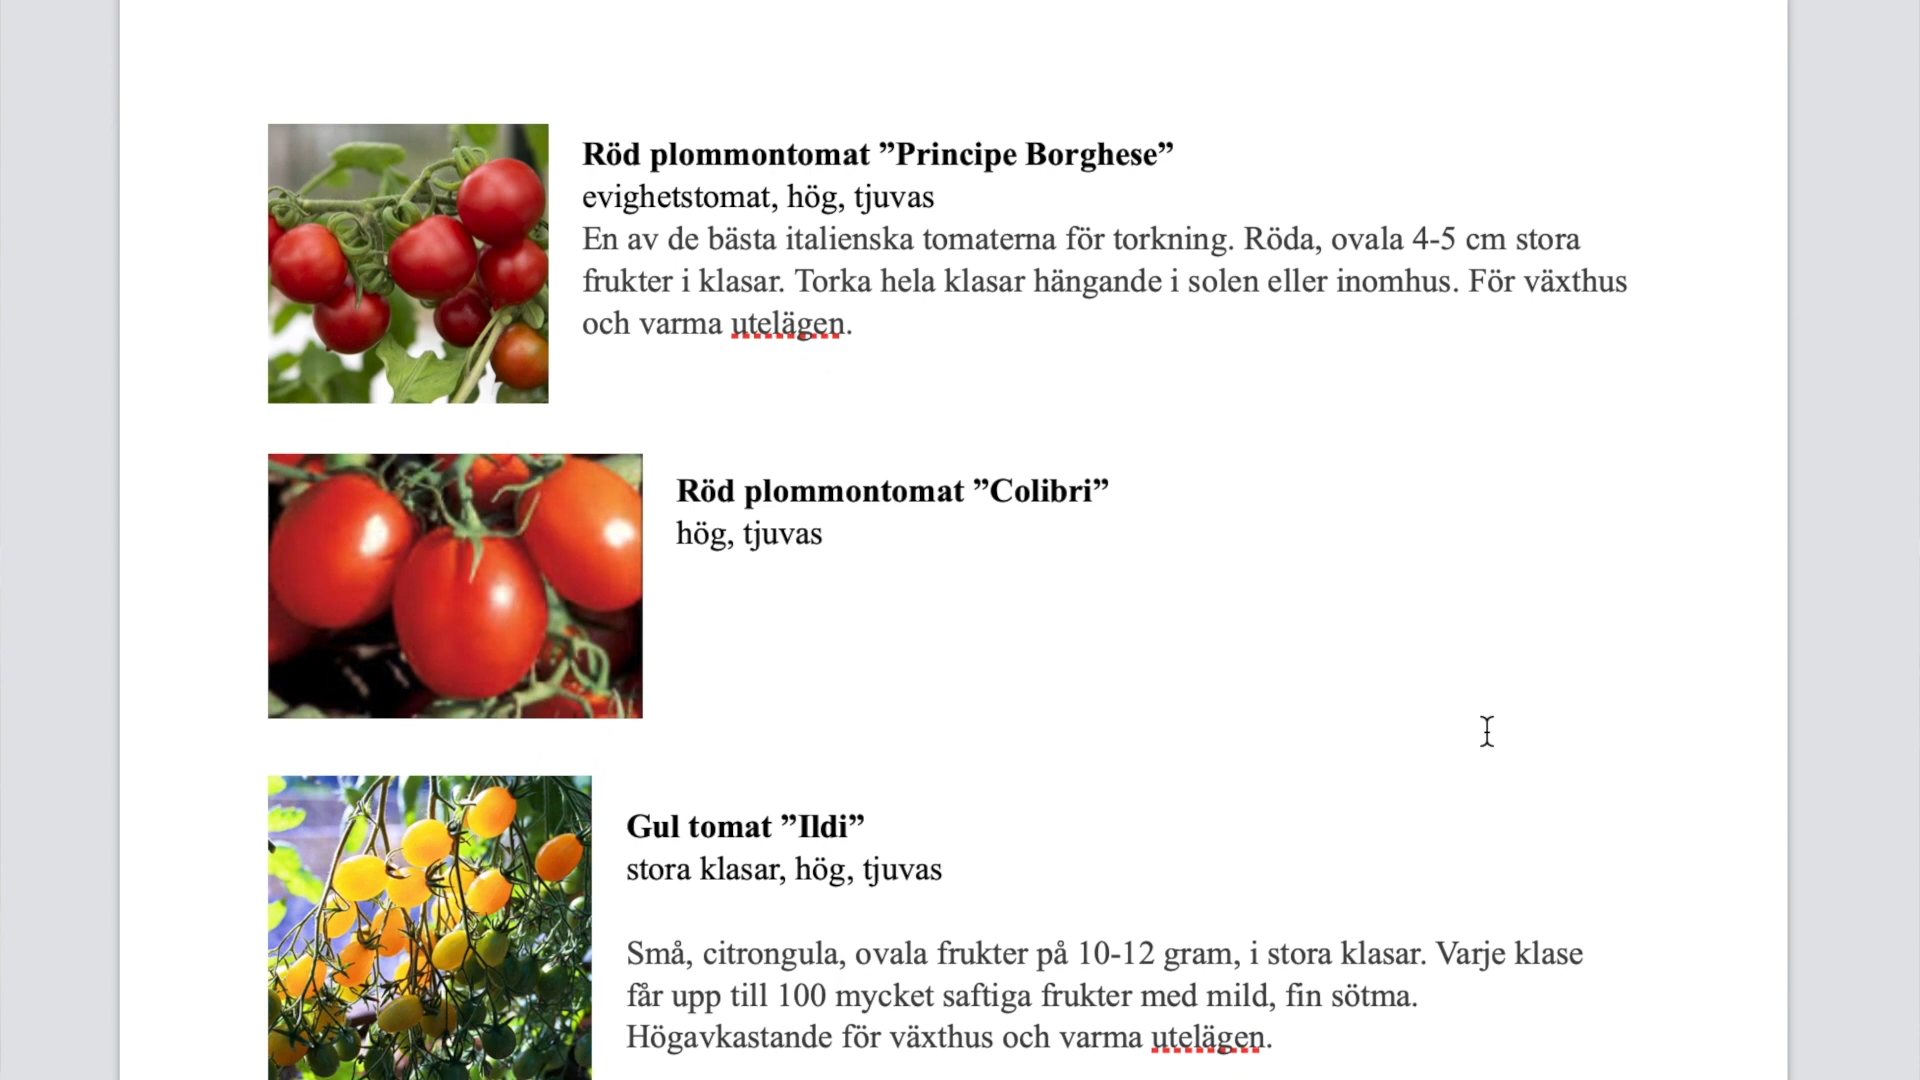 Röd plommontomat ”Principe Borghese”
evighetstomat, hög, tjuvas
En av de bästa italienska tomaterna för torkning. Röda, ovala 4-5 cm stora
frukter i klasar. Torka hela klasar hängande i solen eller inomhus. För växthus
och varma utelägen.
Röd plommontomat ”Colibri”
hög, tjuvas
Gul tomat ”Ildi”
stora klasar, hög, tjuvas
Små, citrongula, ovala frukter på 10-12 gram, i stora klasar. Varje klase
får upp till 100 mycket saftiga frukter med mild, fin sötma.
Högavkastande för växthus och varma utelägen.